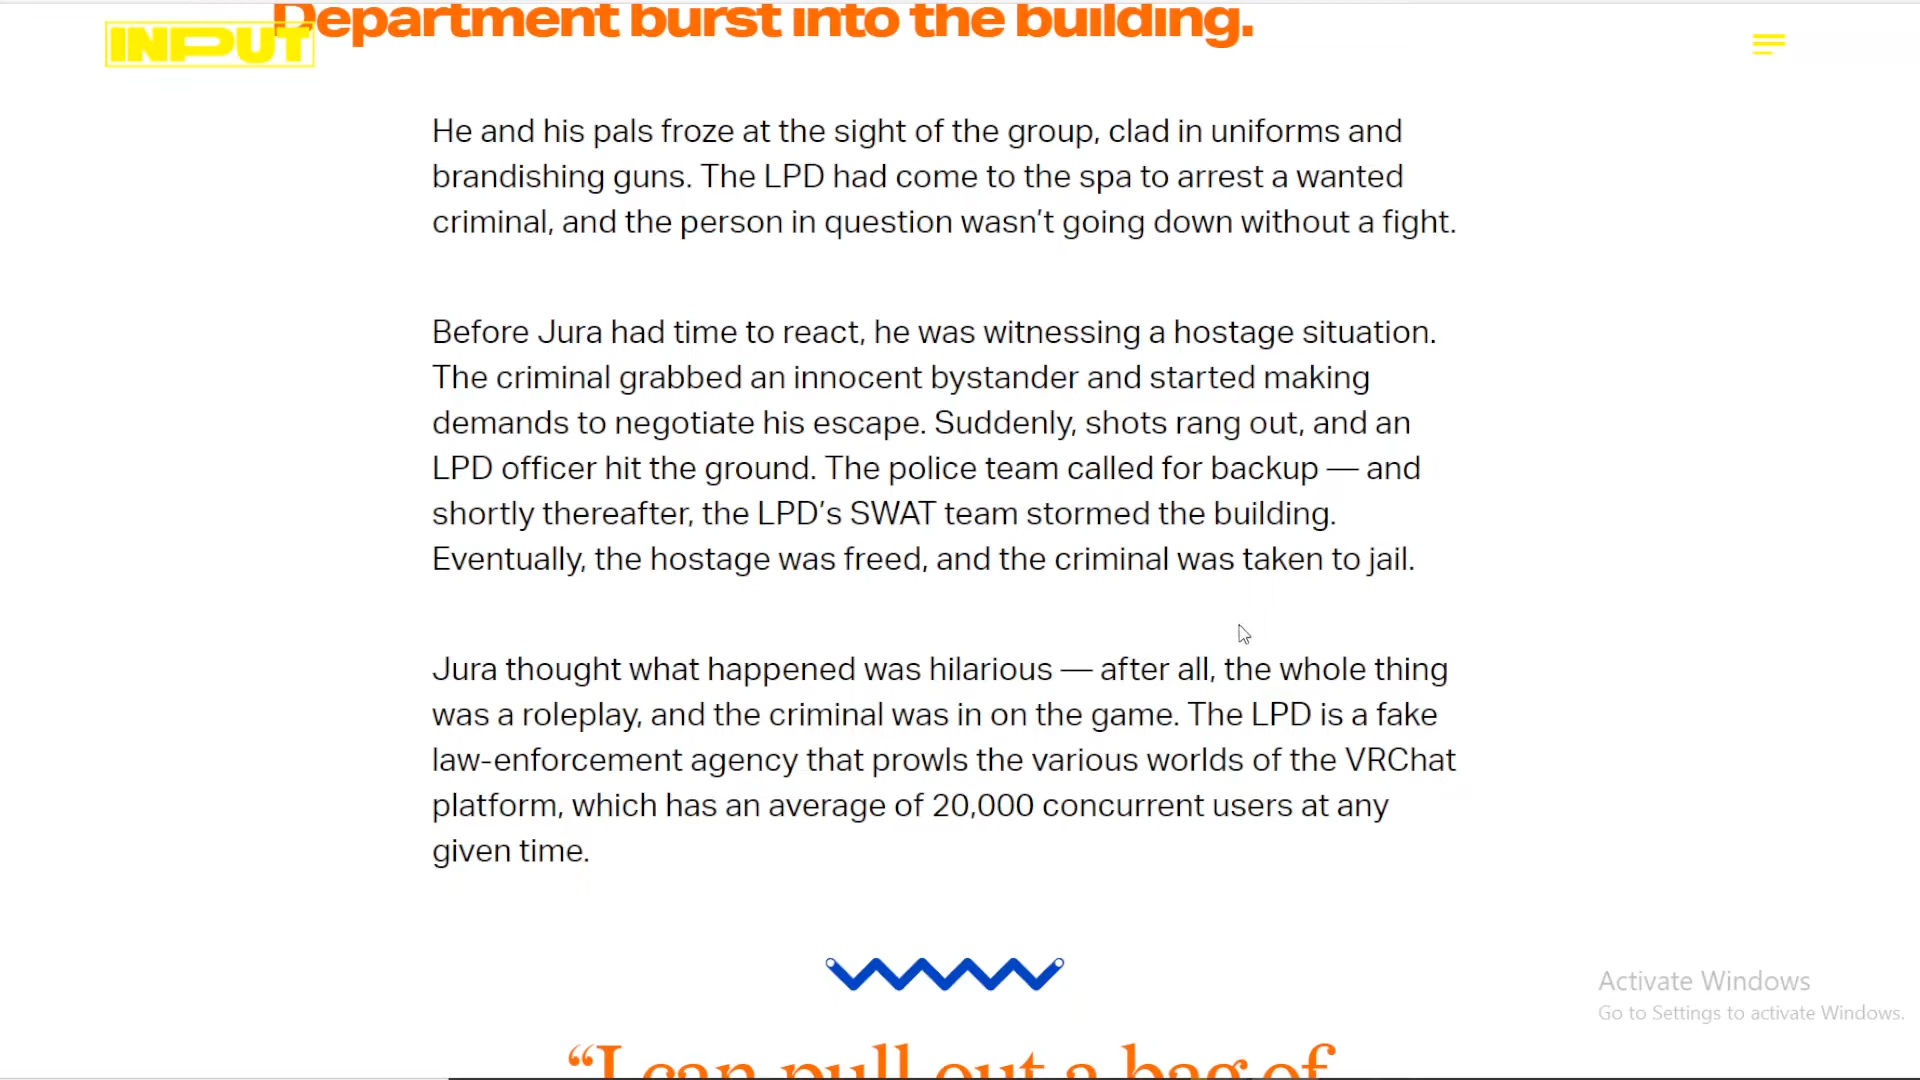 Department burst into the building.
INPUT
He and his pals froze at the sight of the group, clad in uniforms and
brandishing guns. The LPD had come to the spa to arrest a wanted
criminal, and the person in question wasn’t going down without a fight.
Before Jura had time to react, he was witnessing a hostage situation.
The criminal grabbed an innocent bystander and started making
demands to negotiate his escape. Suddenly, shots rang out, and an
LPD officer hit the ground. The police team called for backup — and
shortly thereafter, the LPD’s SWAT team stormed the building.
Eventually, the hostage was freed, and the criminal was taken to jail.
Jura thought what happened was hilarious — after all, the whole thing
was a roleplay, and the criminal was in on the game. The LPD is a fake
law-enforcement agency that prowls the various worlds of the VRChat
platform, which has an average of 20,000 concurrent users at any
given time.
Activate Windows
Go to Settings to activate Windows.
“I can pull out a bag of